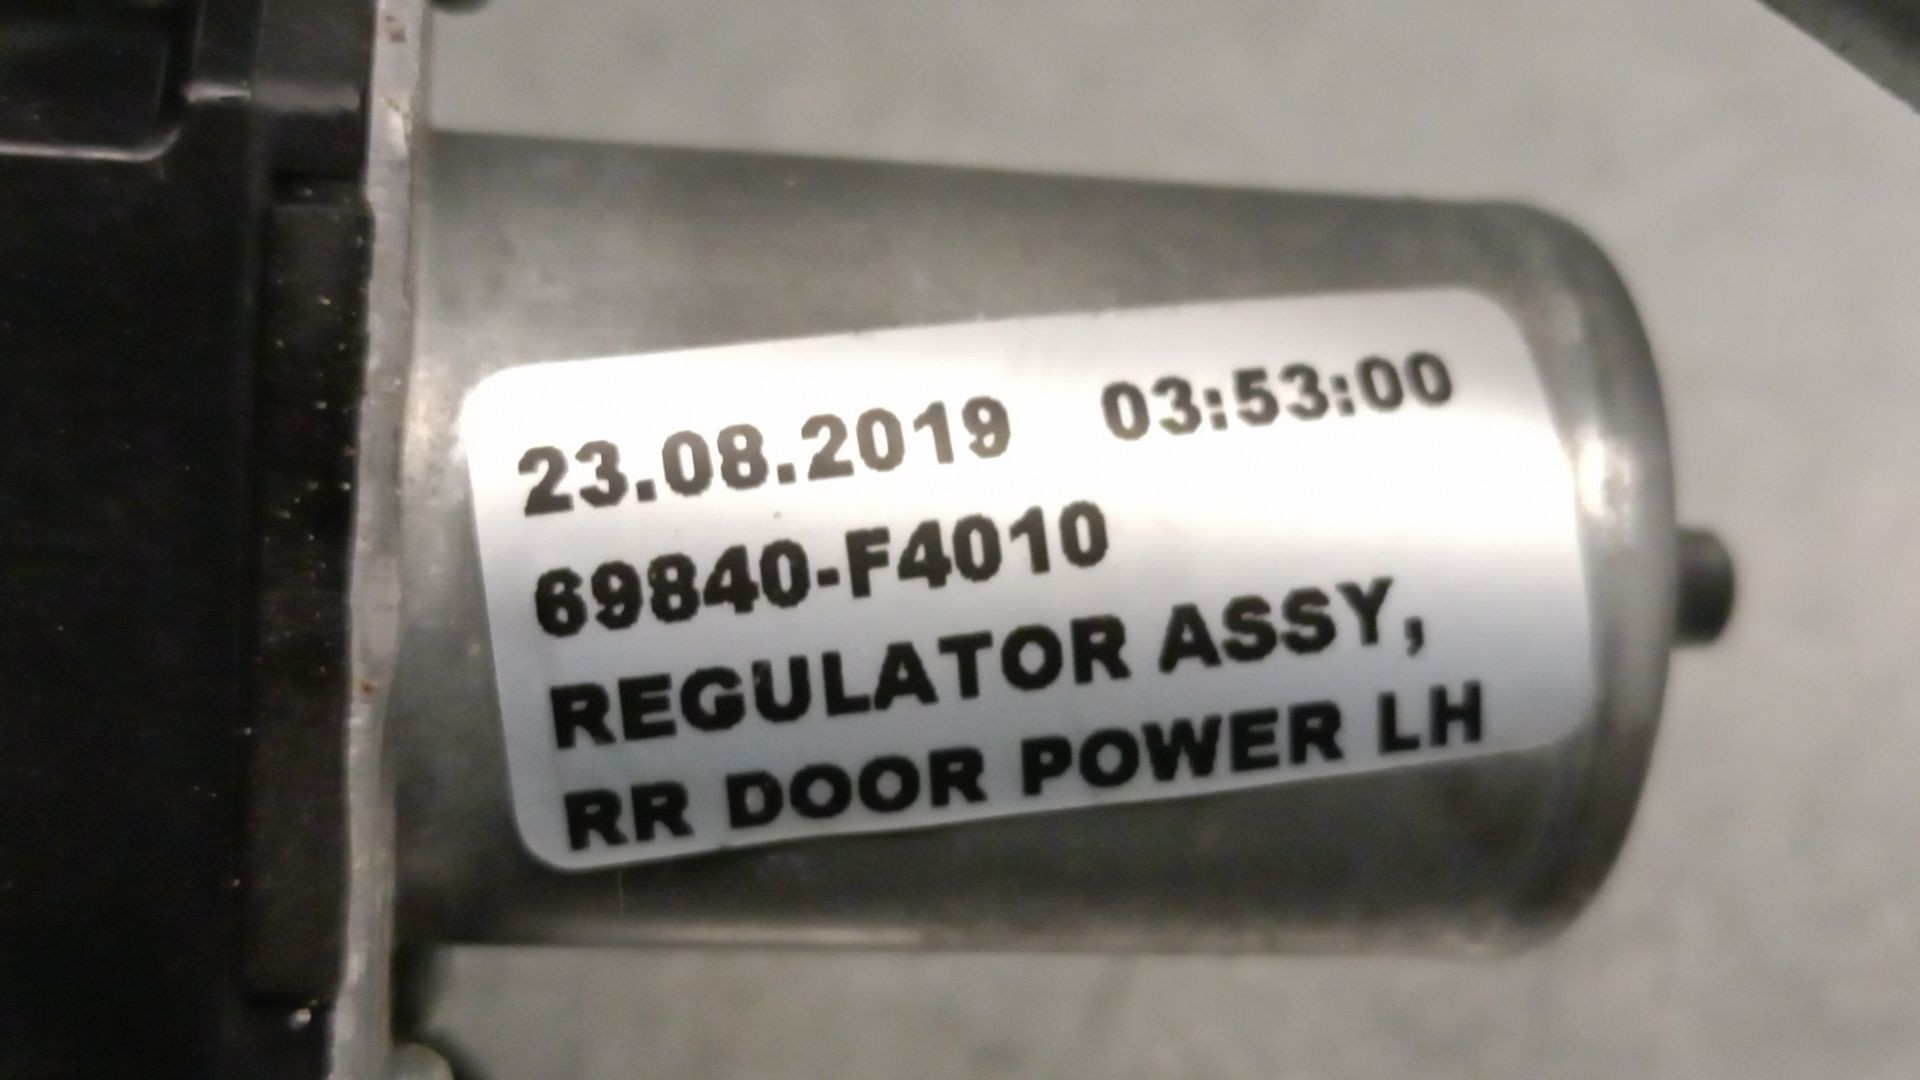 23.08.2019 03:53:00
69840-F4010
REGULATOR ASSY,
RR DOOR POWER LH